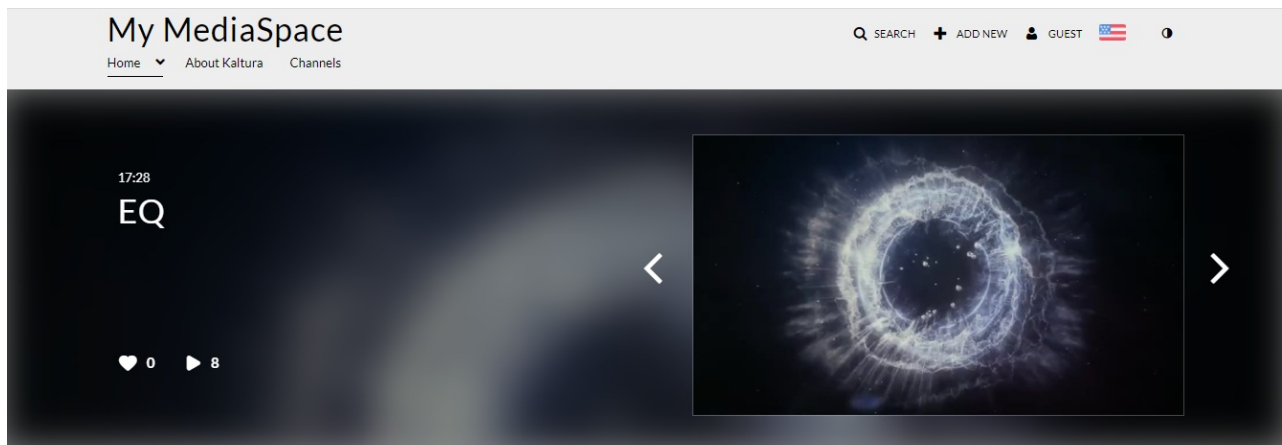 My MediaSpace
SEARCH ADD NEW GUEST
Home About Kaltura Channels
17:28
EQ
0 8